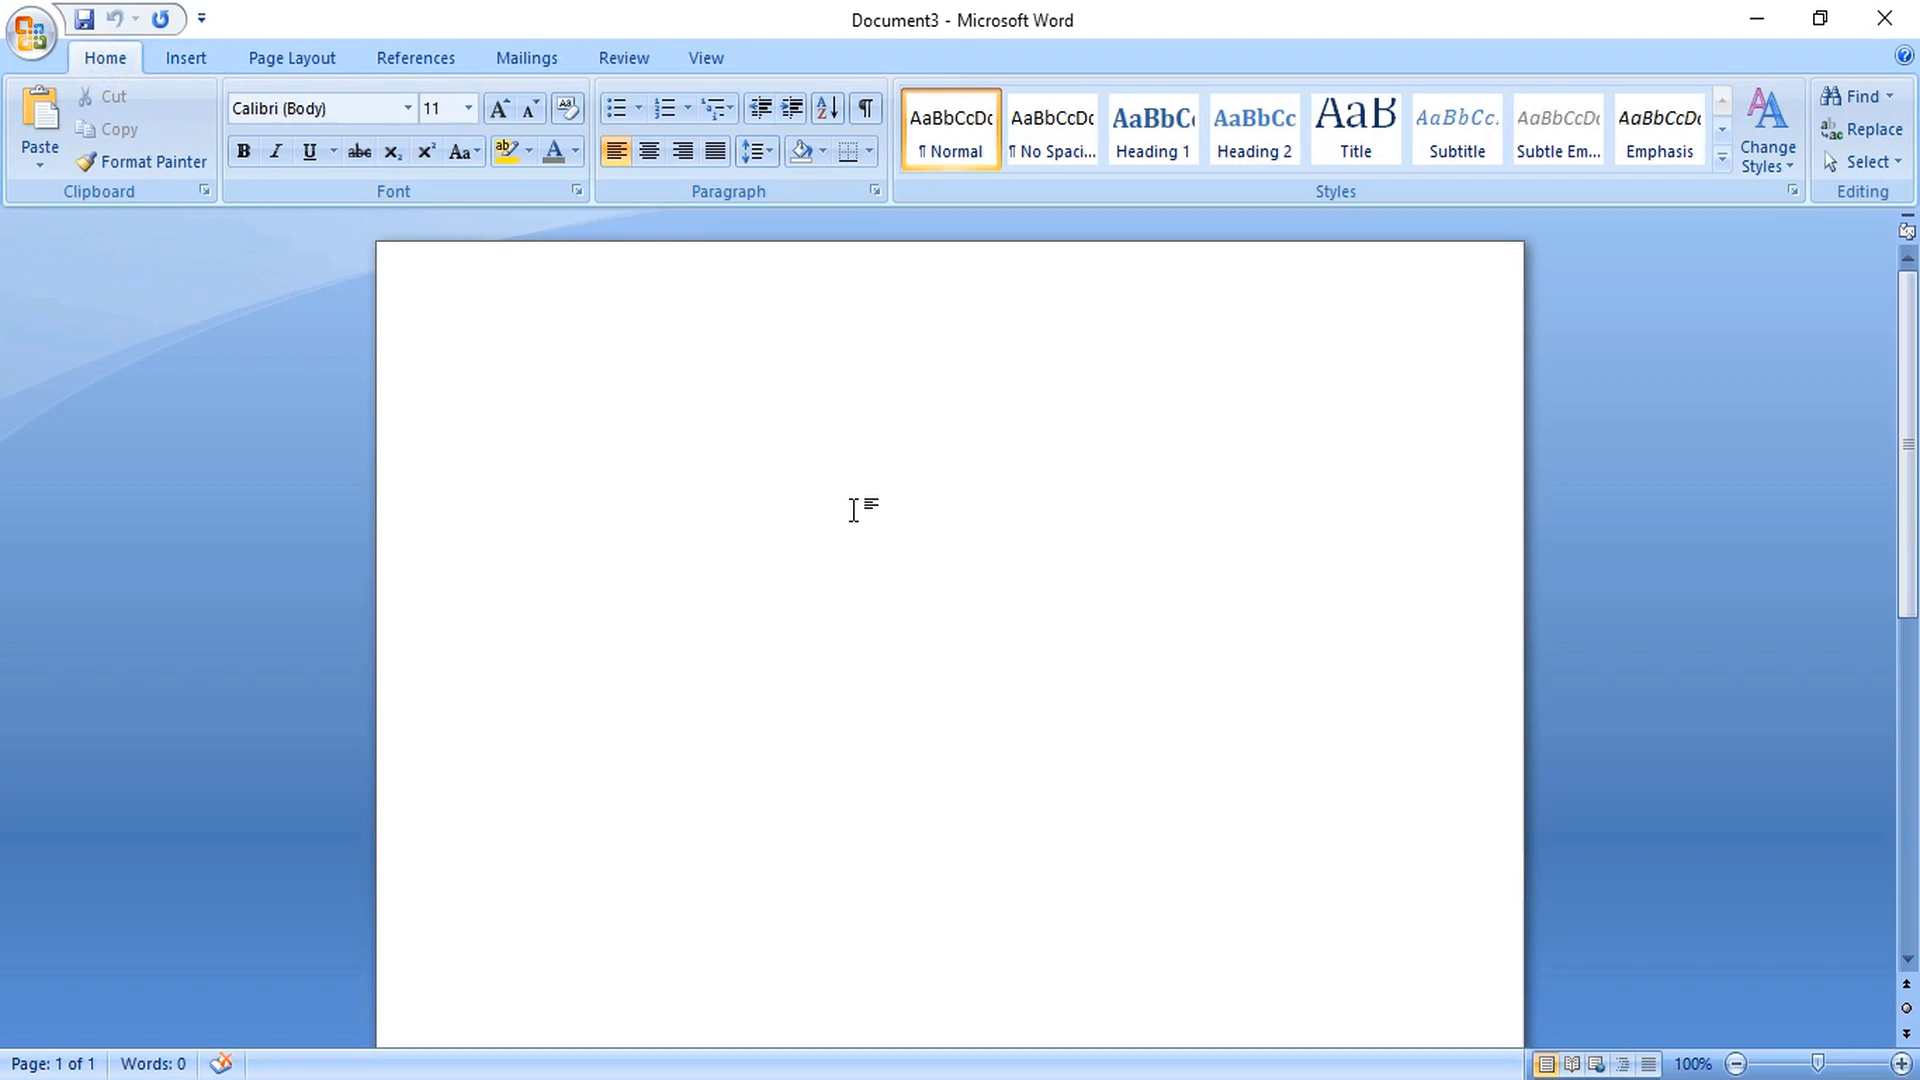 Document3 - Microsoft Word
Home Insert Page Layout References Mailings Review View
Paste
Cut
Copy
Format Painter
Clipboard
Calibri (Body) 11
Font
Paragraph
AaBbCcDc AaBbCcDc AaBbC AaBbCc AaB AaBbCc. AaBbCcDc AaBbCcDc
¶ Normal ¶ No Spaci... Heading 1 Heading 2 Title Subtitle Subtle Em... Emphasis
Change
Styles
Styles
Find
Replace
Select
Editing
Page: 1 of 1 Words: 0 100%